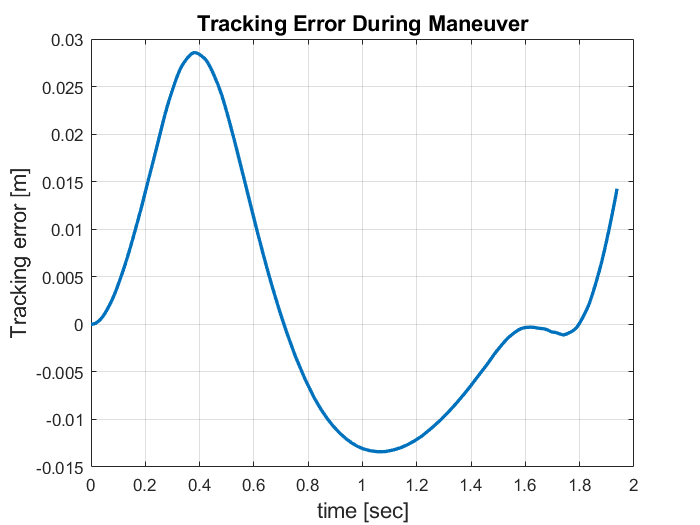 Tracking Error During Maneuver
0.03
0.025
0.02
0.015
0.01
0.005
0
-0.005
-0.01
-0.015
Tracking error [m]
0 0.2 0.4 0.6 0.8 1 1.2 1.4 1.6 1.8 2
time [sec]